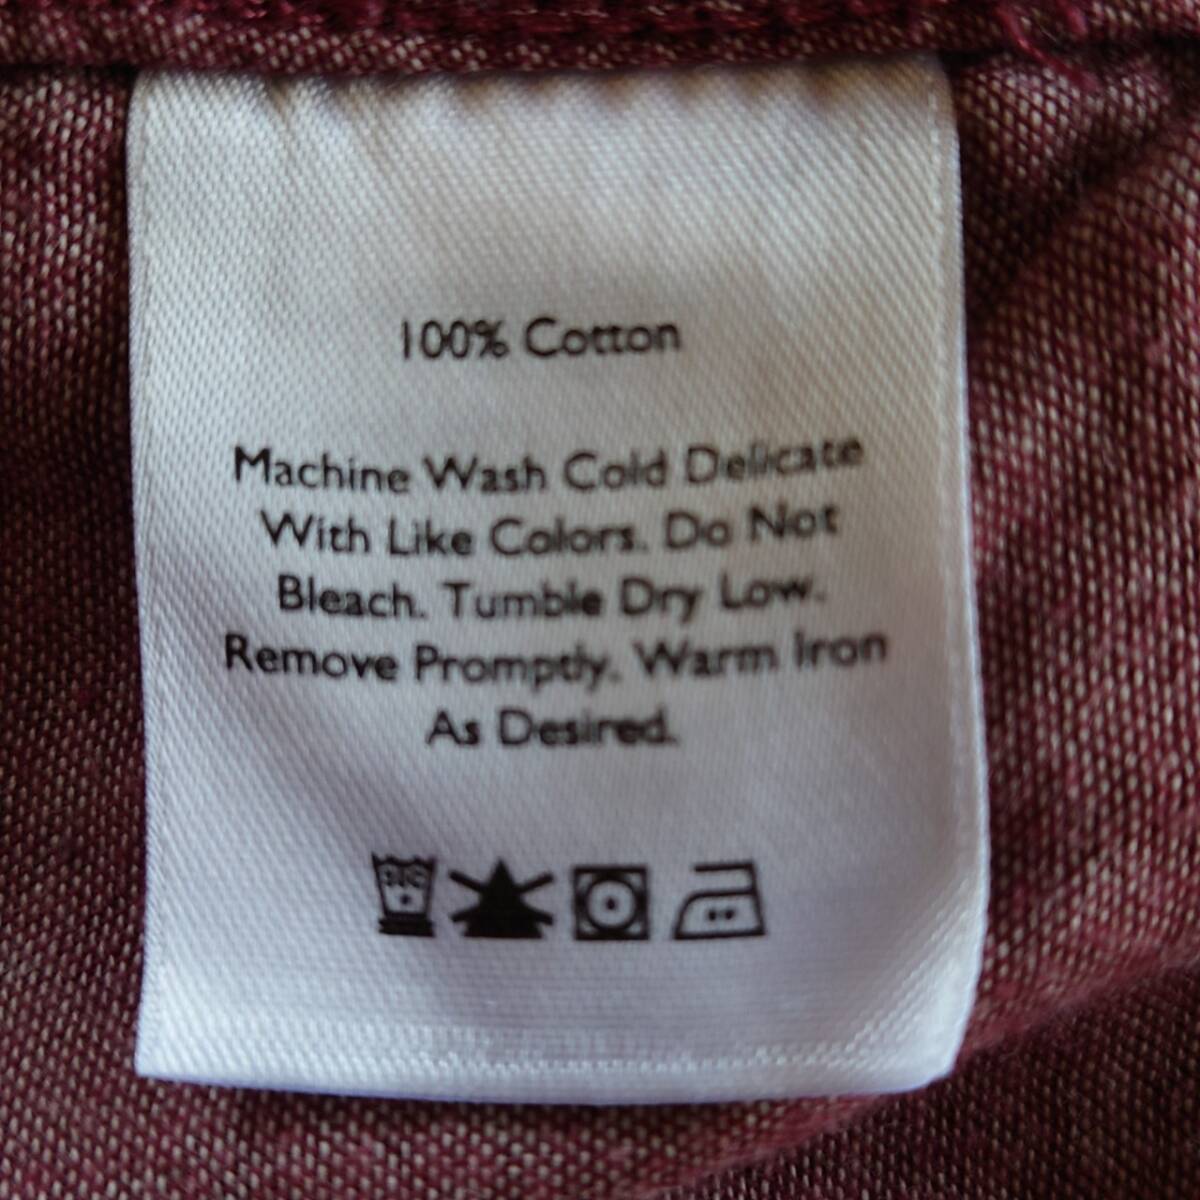 100% Cotton
Machine Wash Cold Delicate
With Like Colors. Do Not
Bleach. Tumble Dry Low.
Remove Promptly. Warm Iron
As Desired.